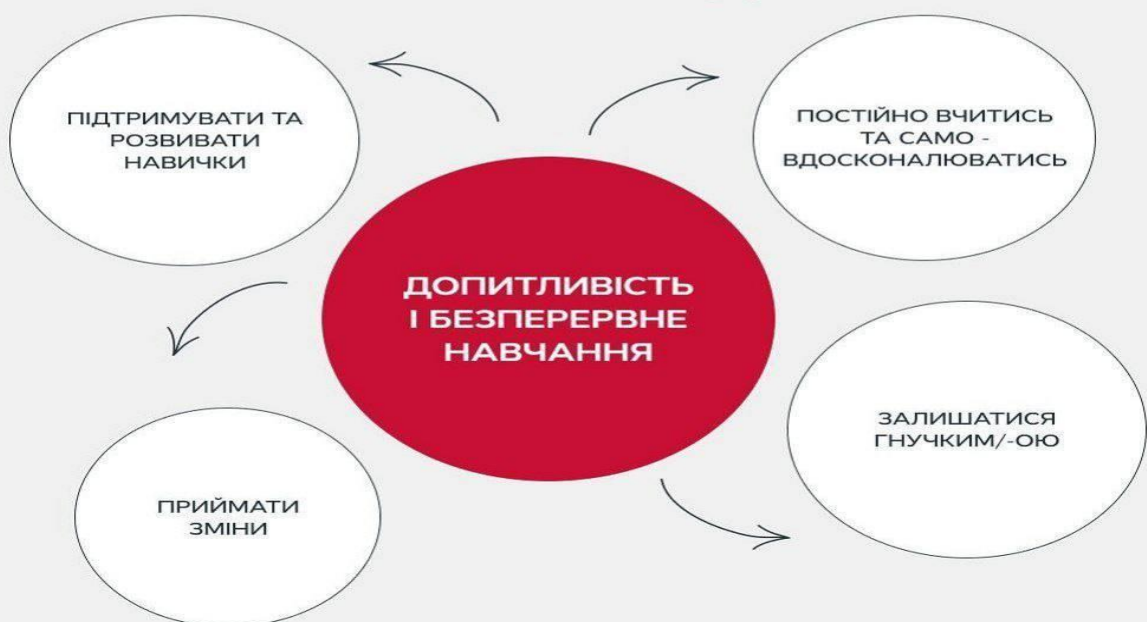 ПІДТРИМУВАТИ ТА
РОЗВИВАТИ
НАВИЧКИ
ПОСТІЙНО ВЧИТИСЬ
ТА САМО -
ВДОСКОНАЛЮВАТИСЬ
ДОПИТЛИВІСТЬ
І БЕЗПЕРЕРВНЕ
НАВЧАННЯ
ЗАЛИШАТИСЯ
ГНУЧКИМ/-ОЮ
ПРИЙМАТИ
ЗМІНИ